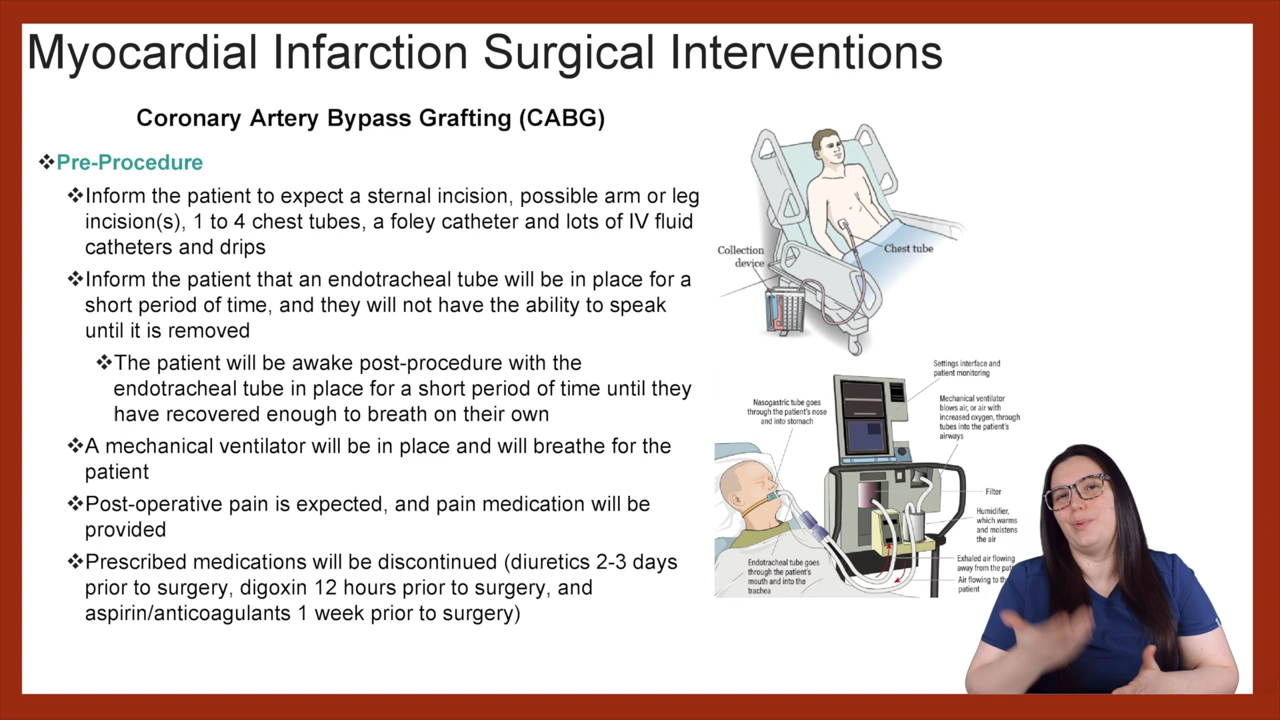 Myocardial Infarction Surgical Interventions
Coronary Artery Bypass Grafting (CABG)
❖Pre-Procedure
❖Inform the patient to expect a sternal incision, possible arm or leg
incision(s), 1 to 4 chest tubes, a foley catheter and lots of IV fluid
catheters and drips
❖Inform the patient that an endotracheal tube will be in place for a
short period of time, and they will not have the ability to speak
until it is removed
❖The patient will be awake post-procedure with the
endotracheal tube in place for a short period of time until they
have recovered enough to breath on their own
❖A mechanical ventilator will be in place and will breathe for the
patient
❖Post-operative pain is expected, and pain medication will be
provided
❖Prescribed medications will be discontinued (diuretics 2-3 days
prior to surgery, digoxin 12 hours prior to surgery, and
aspirin/anticoagulants 1 week prior to surgery)
Collection
device
Chest tube
Settings interface and
patient monitoring
Nasogastric tube goes
through the patient's nose
and into stomach
Mechanical ventilator
blows air, or air with
increased oxygen, through
tubes into the patient's
airways
Filter
Humidifier,
which warms
and moistens
the air
Endotracheal tube goes
through the patient's
mouth and into the
trachea
Exhaled air flowing
away from the
Air flowing to
patient